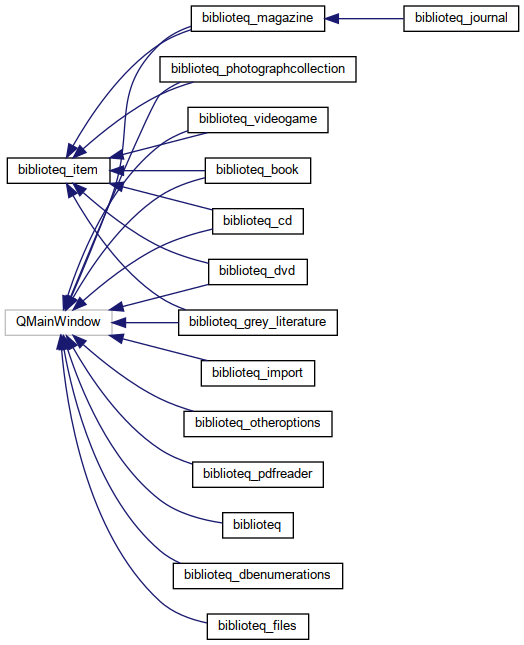 biblioteq_magazine
biblioteq_journal
biblioteq_photographcollection
biblioteq_videogame
biblioteq_item
biblioteq_book
biblioteq_cd
biblioteq_dvd
QMainWindow
biblioteq_grey_literature
biblioteq_import
biblioteq_otheroptions
biblioteq_pdfreader
biblioteq
biblioteq_dbenumerations
biblioteq_files